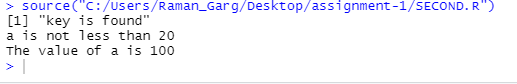 > source("C:/Users/Raman_Garg/Desktop/assignment-1/SECOND.R")
[1] "key is found"
a is not less than 20
The value of a is 100
>